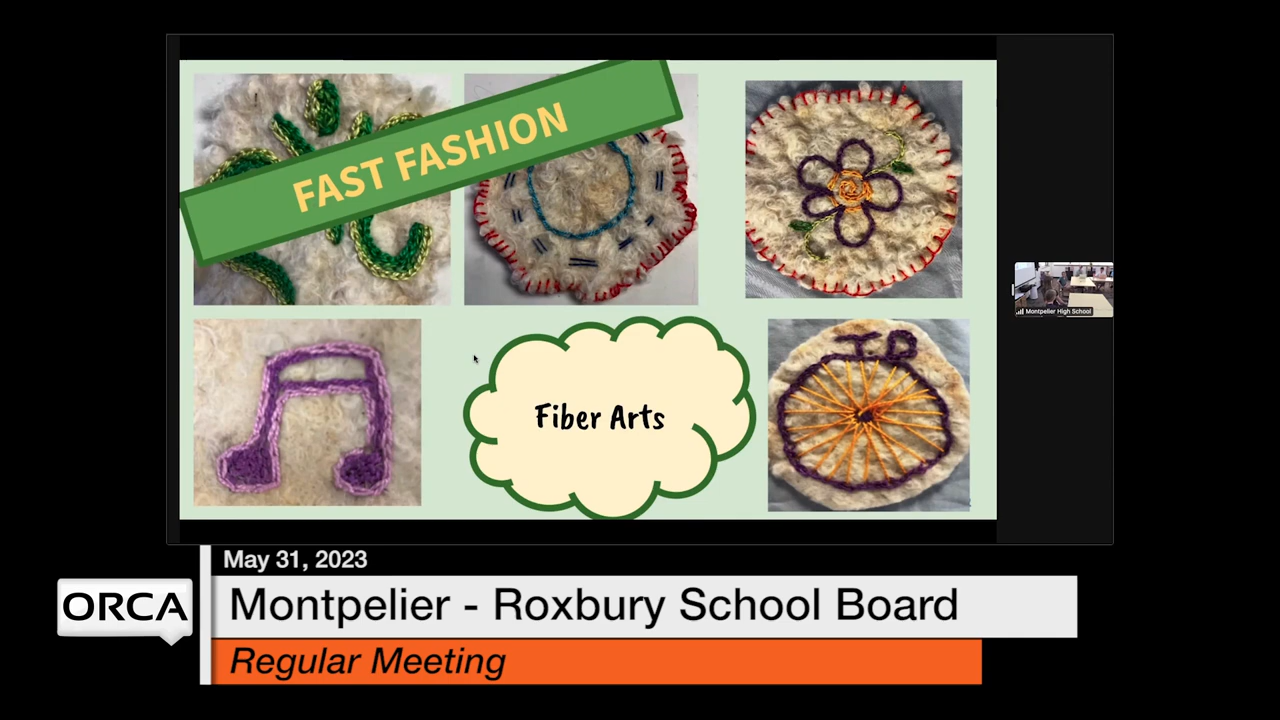 FAST FASHION
Fiber Arts
Montpelier High School
May 31, 2023
ORCA
Montpelier - Roxbury School Board
Regular Meeting